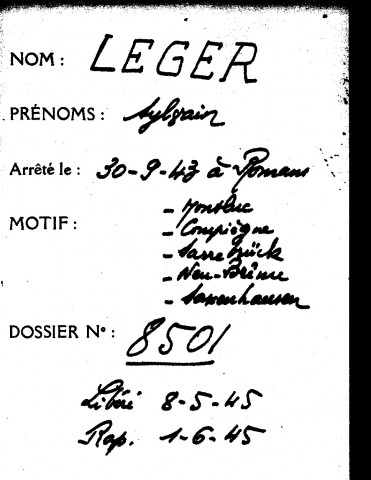 NOM : LEGER
PRÉNOMS : Sylvain
Arrêté le : 30-9-43 à Romans
MOTIF : - Montluc
- Compiègne
- Sarrebrück
- Neu-Brême
- Saxenhausen
DOSSIER N° : 8501
Libéré 8-5-45
Rap. 1-6-45